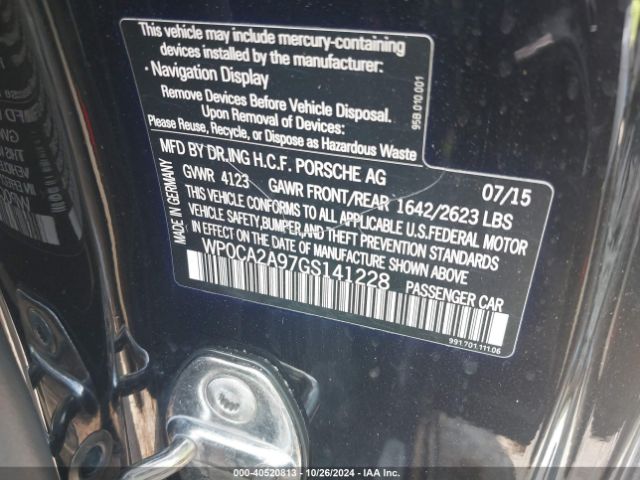 This vehicle may include mercury-containing
devices installed by the manufacturer:
• Navigation Display
Remove Devices Before Vehicle Disposal.
Upon Removal of Devices:
Please Reuse, Recycle, or Dispose as Hazardous Waste
95B.010.001
MFD BY DR.ING H.C.F. PORSCHE AG
07/15
GVWR 4123 GAWR FRONT/REAR 1642/2623 LBS
THIS VEHICLE CONFORMS TO ALL APPLICABLE U.S.FEDERAL MOTOR
VEHICLE SAFETY,BUMPER,AND THEFT PREVENTION STANDARDS
IN EFFECT ON THE DATE OF MANUFACTURE SHOWN ABOVE
WP0CA2A97GS141228 PASSENGER CAR
MADE IN GERMANY
991.701.111.06
000-40520813 - 10/26/2024 - IAA Inc.